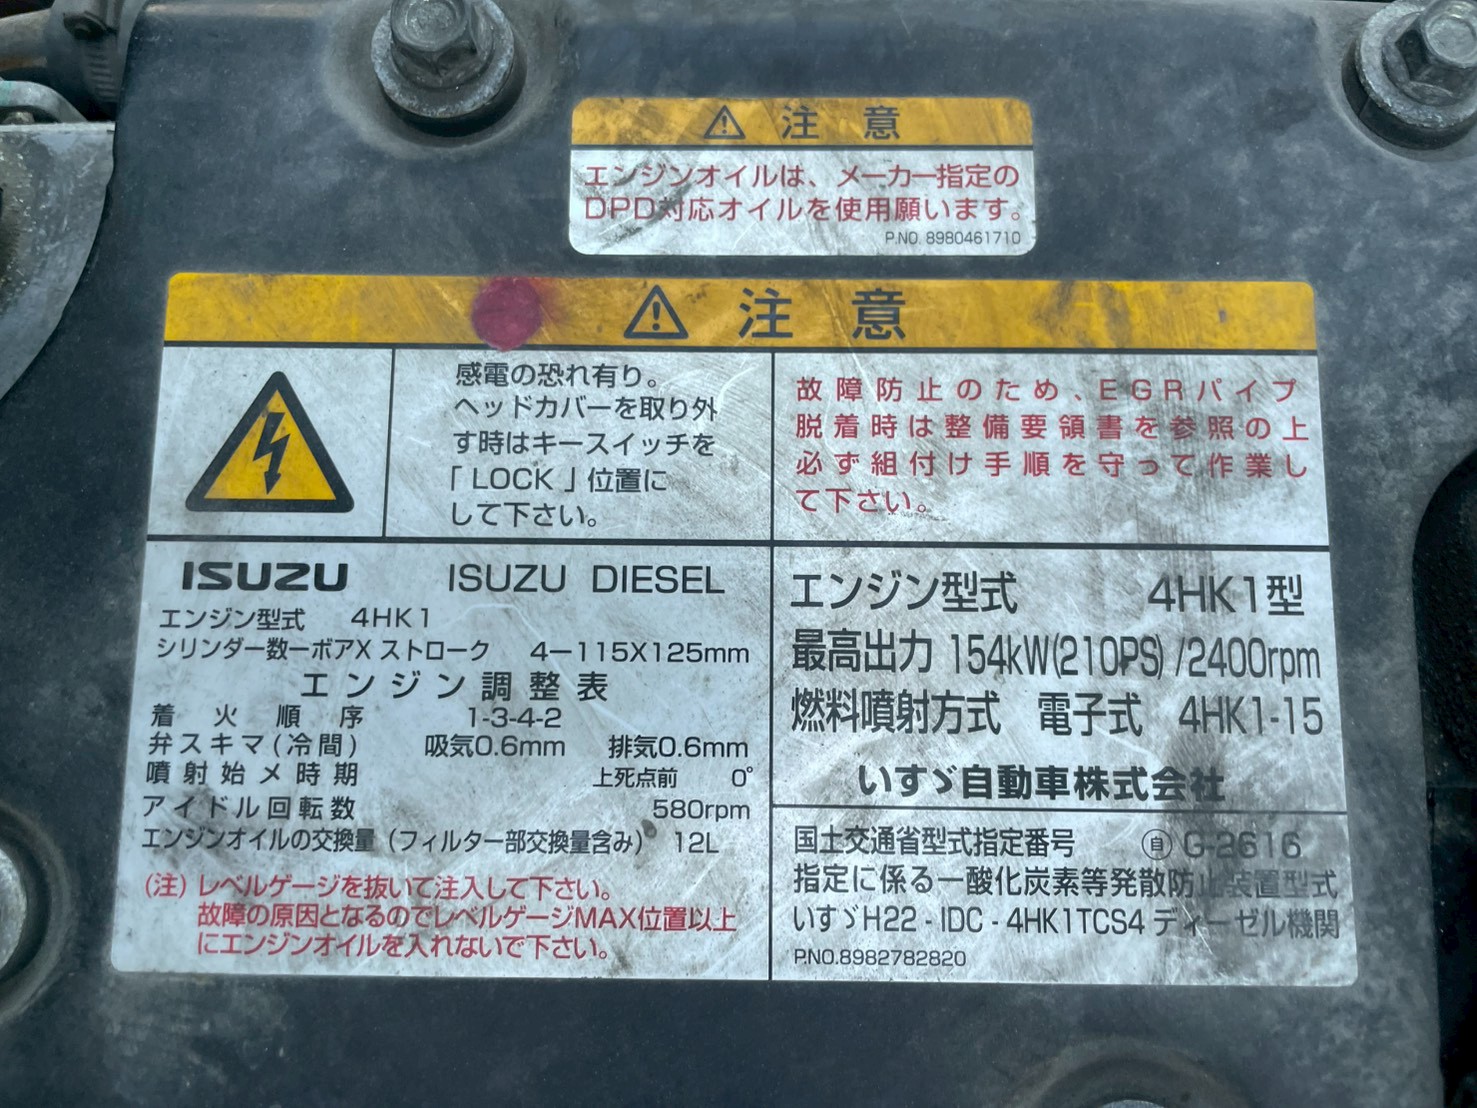 ⚠ 注意
エンジンオイルは、メーカー指定の
DPD対応オイルを使用願います。
P.NO. 8980461710
⚠ 注意
感電の恐れ有り。
ヘッドカバーを取り外
す時はキースイッチを
「LOCK」位置に
して下さい。
故障防止のため、EGRパイプ
脱着時は整備要領書を参照の上
必ず組付け手順を守って作業し
て下さい。
ISUZU ISUZU DIESEL
エンジン型式 4HK1
シリンダー数ーボアX ストローク 4ー115X125mm
エンジン調整表
着火順序 1-3-4-2
弁スキマ(冷間) 吸気0.6mm 排気0.6mm
噴射始メ時期 上死点前 0°
アイドル回転数 580rpm
エンジンオイルの交換量(フィルター部交換量含み) 12L
(注)レベルゲージを抜いて注入して下さい。
故障の原因となるのでレベルゲージMAX位置以上
にエンジンオイルを入れないで下さい。
エンジン型式 4HK1型
最高出力 154kW(210PS)/2400rpm
燃料噴射方式 電子式 4HK1-15
いすゞ自動車株式会社
国土交通省型式指定番号 ㊀自 G-2616
指定に係る一酸化炭素等発散防止装置型式
いすゞH22-IDC-4HK1TCS4 ディーゼル機関
P.NO.8982782820